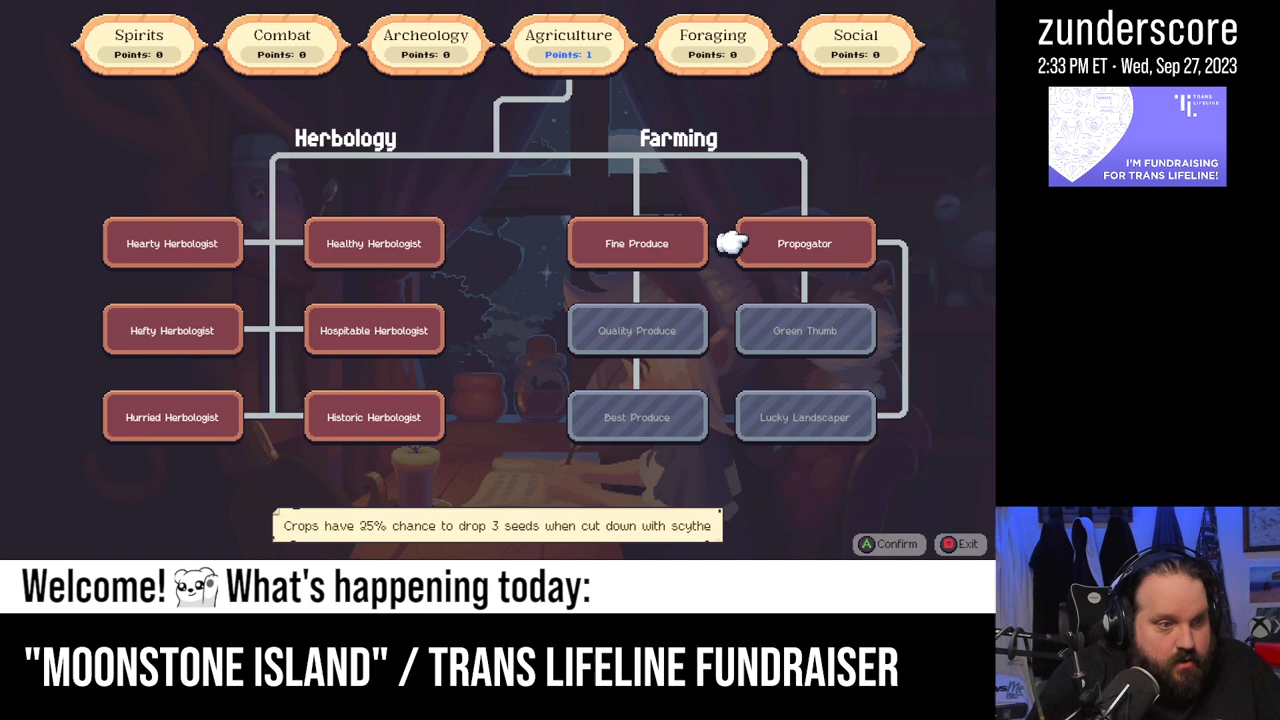 Spirits
Points: 0
Combat
Points: 0
Archeology
Points: 0
Agriculture
Points: 1
Foraging
Points: 0
Social
Points: 0
Herbology
Farming
Hearty Herbologist
Healthy Herbologist
Fine Produce
Propogator
Hefty Herbologist
Hospitable Herbologist
Quality Produce
Green Thumb
Hurried Herbologist
Historic Herbologist
Best Produce
Lucky Landscaper
Crops have 25% chance to drop 3 seeds when cut down with scythe
A Confirm
Exit
zunderscore
2:33 PM ET · Wed, Sep 27, 2023
TRANS
LIFELINE
I'M FUNDRAISING
FOR TRANS LIFELINE!
Welcome! What's happening today:
"MOONSTONE ISLAND" / TRANS LIFELINE FUNDRAISER